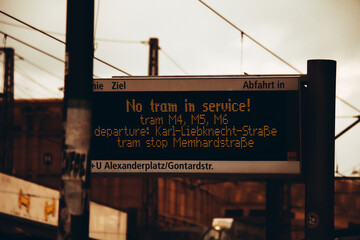 nie Ziel Abfahrt in
No tram in service!
tram M4, M5, M6
departure: Karl-Liebknecht-Straße
tram stop Memhardstraße
+U Alexanderplatz/Gontardstr.